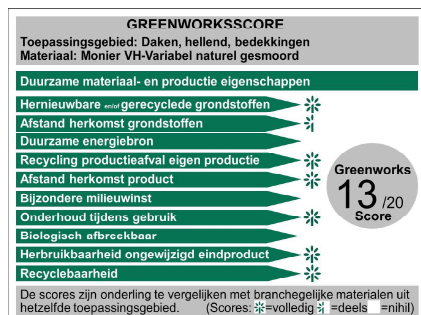 GREENWORKSSCORE
Toepassingsgebied: Daken, hellend, bedekkingen
Materiaal: Monier VH-Variabel naturel gesmoord
Duurzame materiaal- en productie eigenschappen
Hernieuwbare en/of gerecyclede grondstoffen
Afstand herkomst grondstoffen
Duurzame energiebron
Recycling productieafval eigen productie
Afstand herkomst product
Bijzondere milieuwinst
Onderhoud tijdens gebruik
Biologisch afbreekbaar
Herbruikbaarheid ongewijzigd eindproduct
Recyclebaarheid
Greenworks
13 /20
Score
De scores zijn onderling te vergelijken met branchegelijke materialen uit
hetzelfde toepassingsgebied. (Scores: =volledig =deels =nihil)